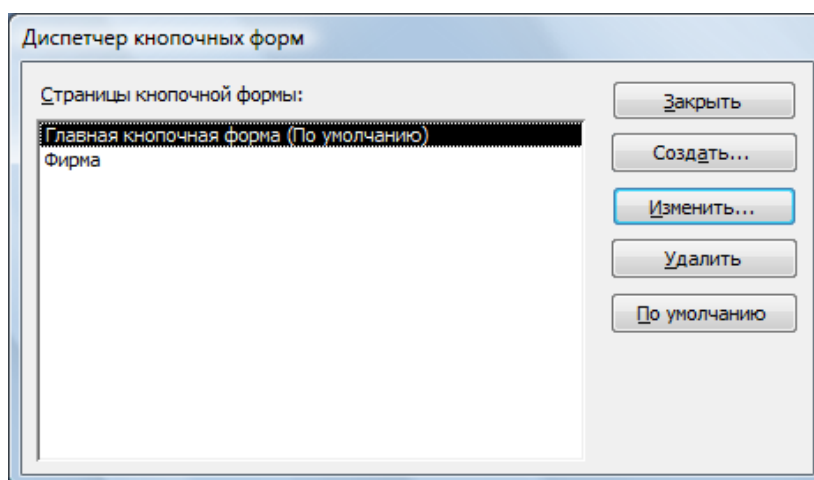 Диспетчер кнопочных форм
Страницы кнопочной формы:
Главная кнопочная форма (По умолчанию)
Фирма
Закрыть
Создать...
Изменить...
Удалить
По умолчанию